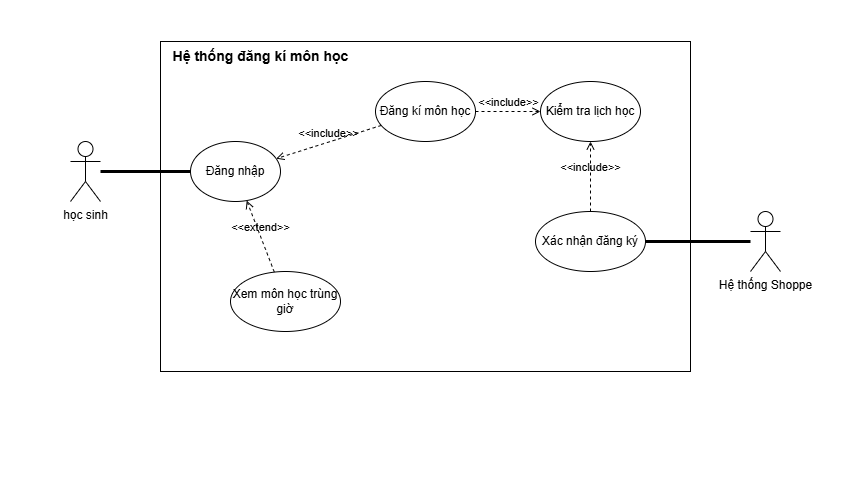 Hệ thống đăng kí môn học
Đăng kí môn học
<<include>>
Kiểm tra lịch học
<<include>>
Đăng nhập
<<include>>
học sinh
<<extend>>
Xác nhận đăng ký
Xem môn học trùng
giờ
Hệ thống Shoppe